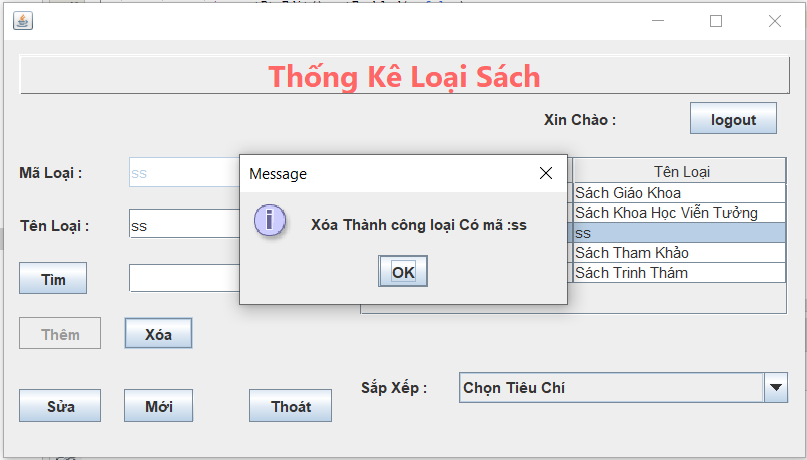 Thống Kê Loại Sách
Xin Chào :
logout
Mã Loại :
ss
Tên Loại :
ss
Tìm
Thêm
Xóa
Sửa
Mới
Thoát
Message
Xóa Thành công loại Có mã :ss
OK
Tên Loại
Sách Giáo Khoa
Sách Khoa Học Viễn Tưởng
ss
Sách Tham Khảo
Sách Trinh Thám
Sắp Xếp :
Chọn Tiêu Chí